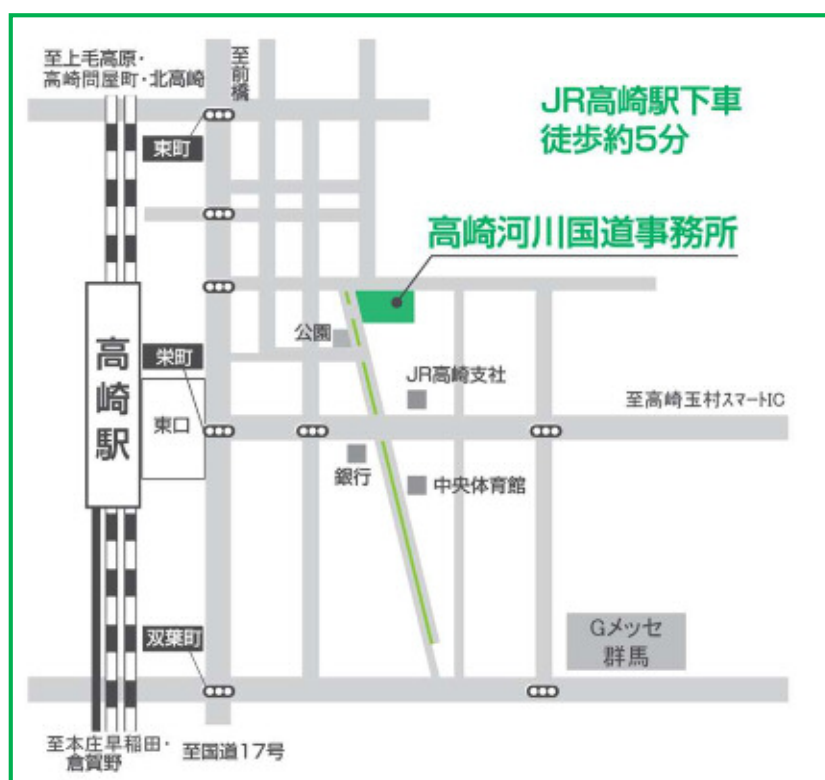 至上毛高原・
高崎問屋町・北高崎
至前橋
JR高崎駅下車
徒歩約5分
東町
高崎河川国道事務所
公園
高崎駅
栄町
JR高崎支社
至高崎玉村スマートIC
東口
銀行
中央体育館
Gメッセ
群馬
双葉町
至本庄早稲田・
倉賀野
至国道17号